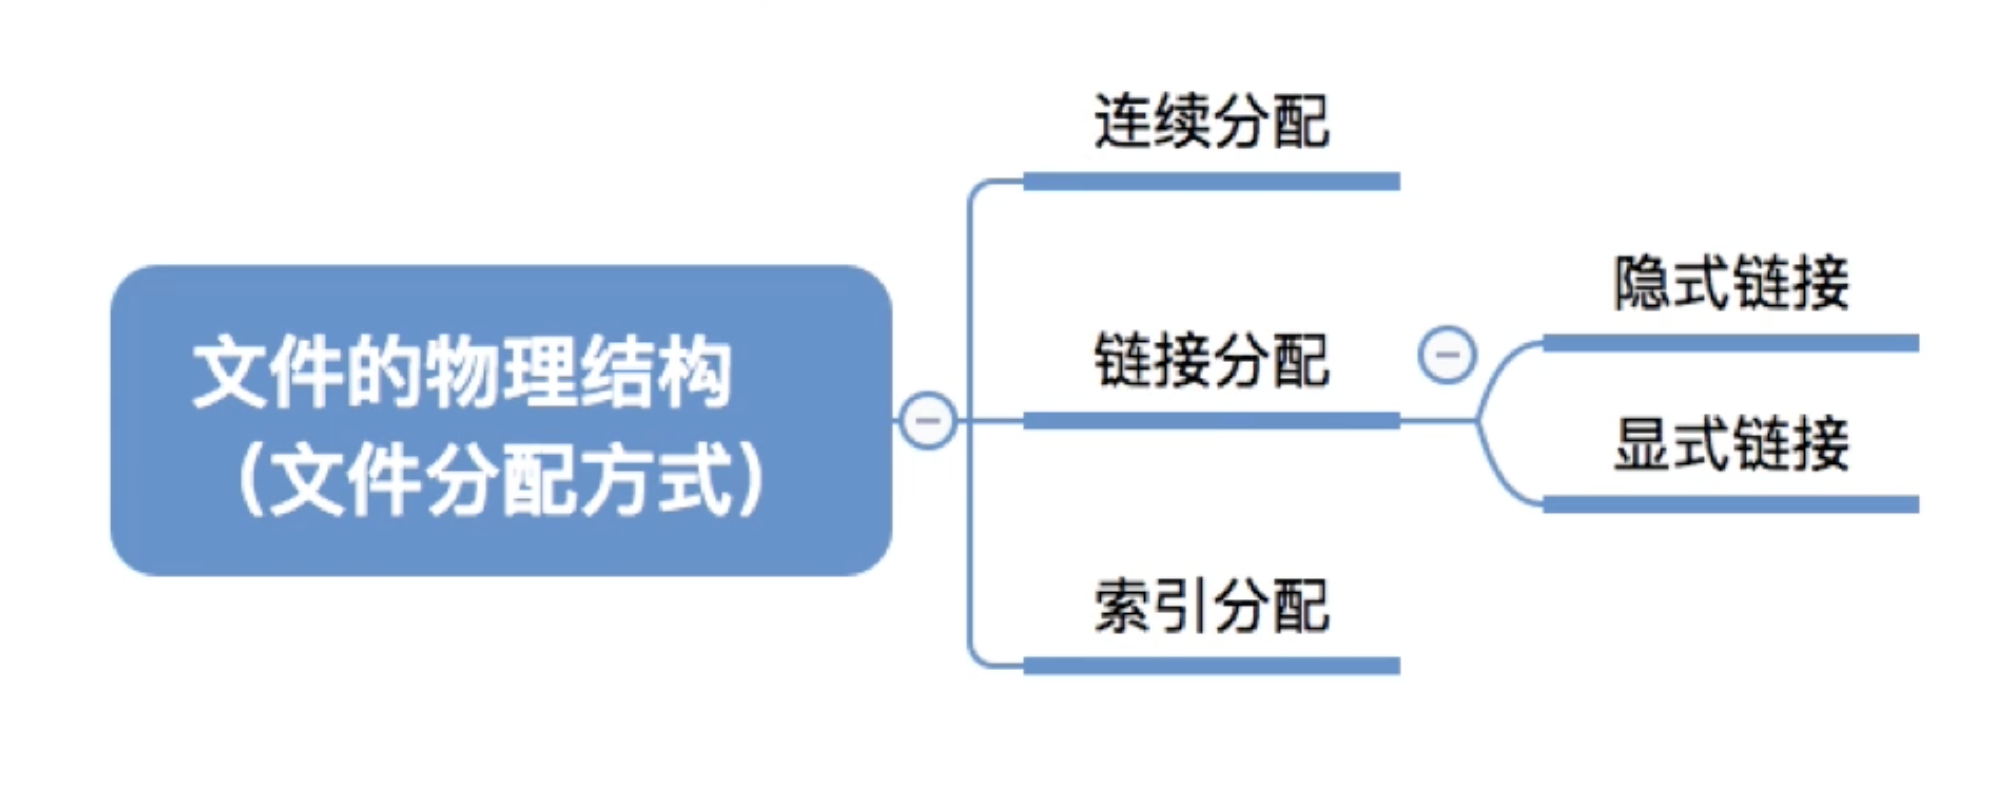 文件的物理结构
（文件分配方式）
连续分配
链接分配
隐式链接
显式链接
索引分配